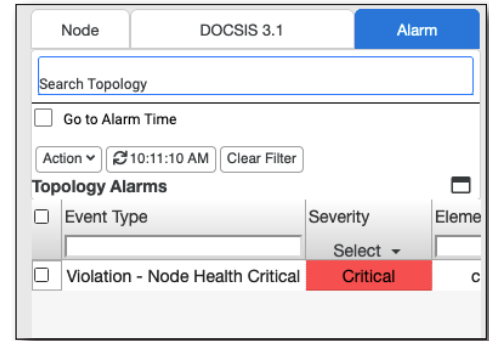 Node DOCSIS 3.1 Alarm
Search Topology
Go to Alarm Time
Action 10:11:10 AM Clear Filter
Topology Alarms
Event Type Severity Eleme
Select
Violation - Node Health Critical Critical c